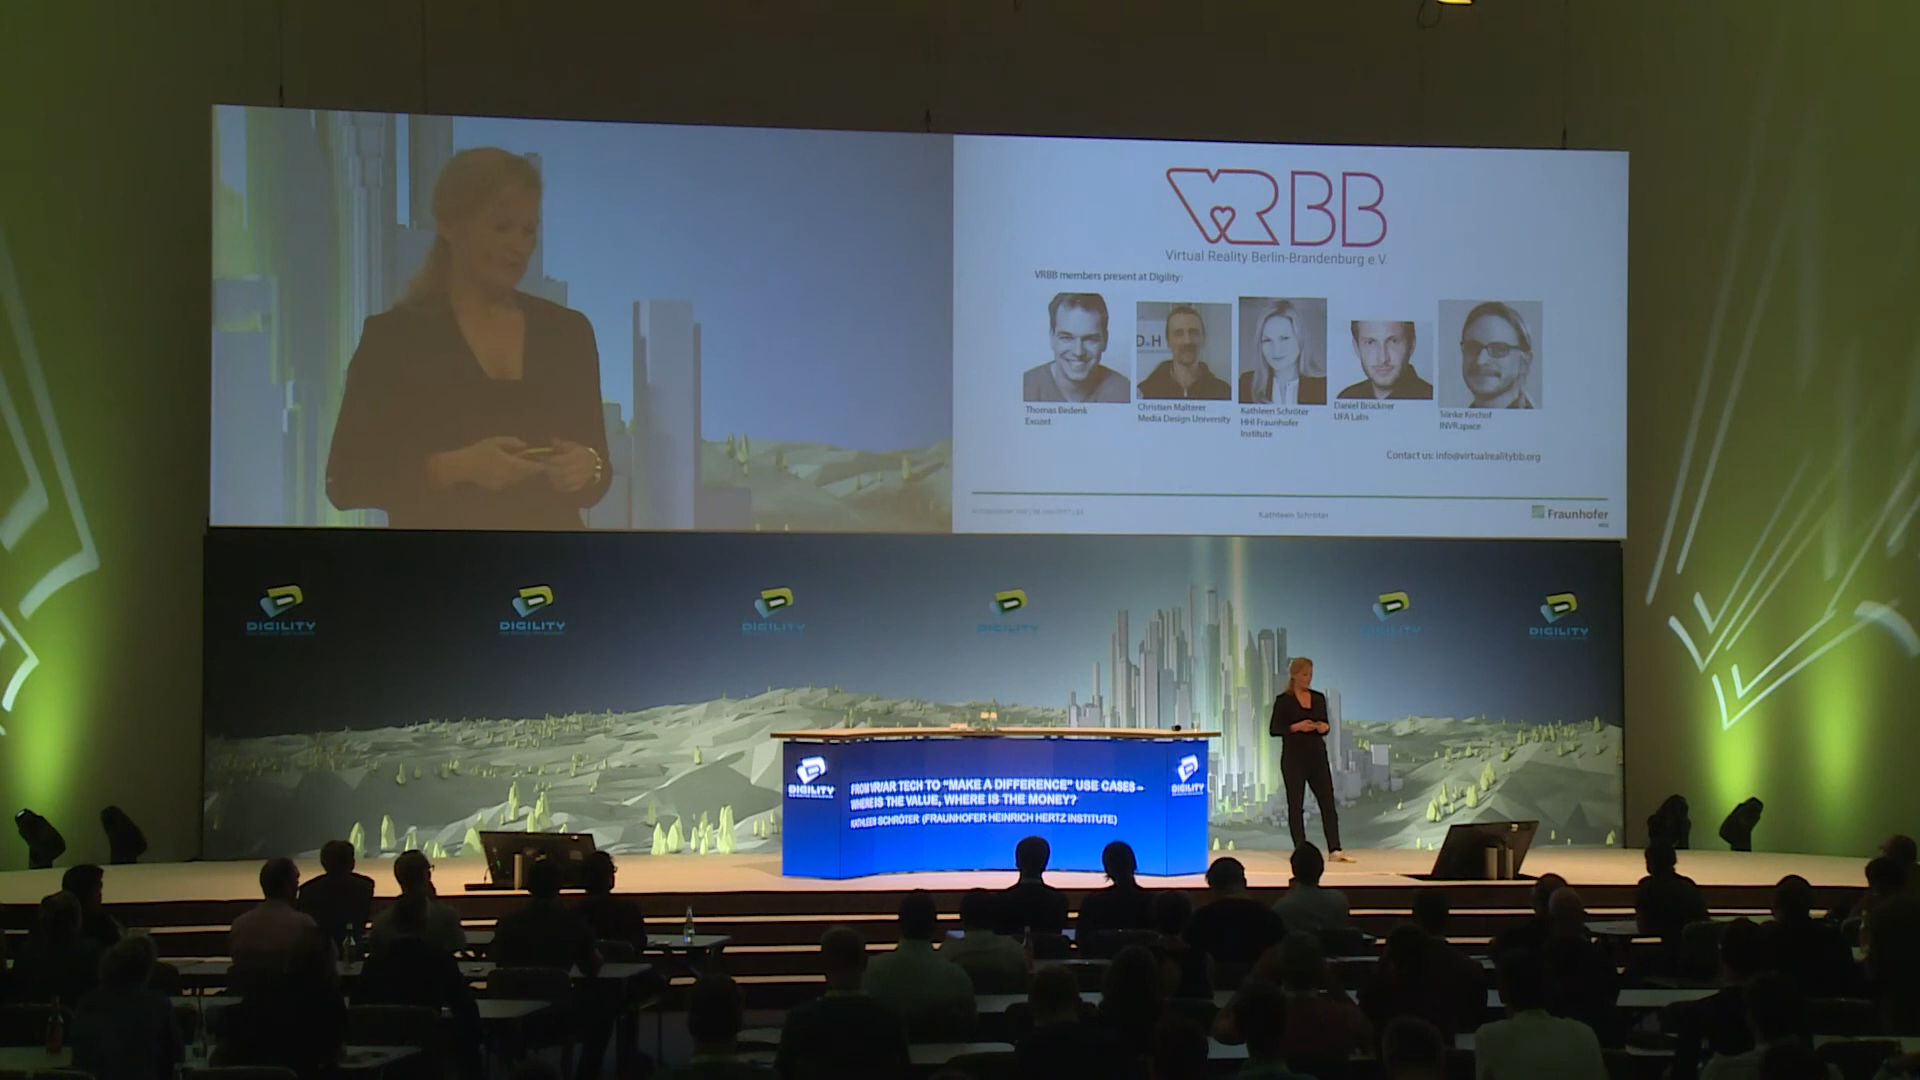 VRBB
Virtual Reality Berlin-Brandenburg e.V.
VRBB members present at Digility:
D+H
Thomas Bedenk
Exozet
Christian Malterer
Media Design University
Kathleen Schröter
HHI Fraunhofer
Institute
Daniel Brückner
UFA Labs
Sönke Kirchof
INVR.space
Contact us: info@virtualrealitybb.org
Kathleen Schröter
Fraunhofer
HHI
DIGILITY
DIGILITY
DIGILITY
DIGILITY
DIGILITY
DIGILITY
DIGILITY
FROM VR/AR TECH TO “MAKE A DIFFERENCE” USE CASES –
WHERE IS THE VALUE, WHERE IS THE MONEY?
KATHLEEN SCHRÖTER (FRAUNHOFER HEINRICH HERTZ INSTITUTE)
DIGILITY